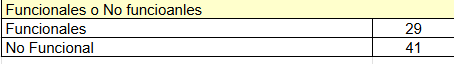 Funcionales o No funcioanles
Funcionales 29
No Funcional 41